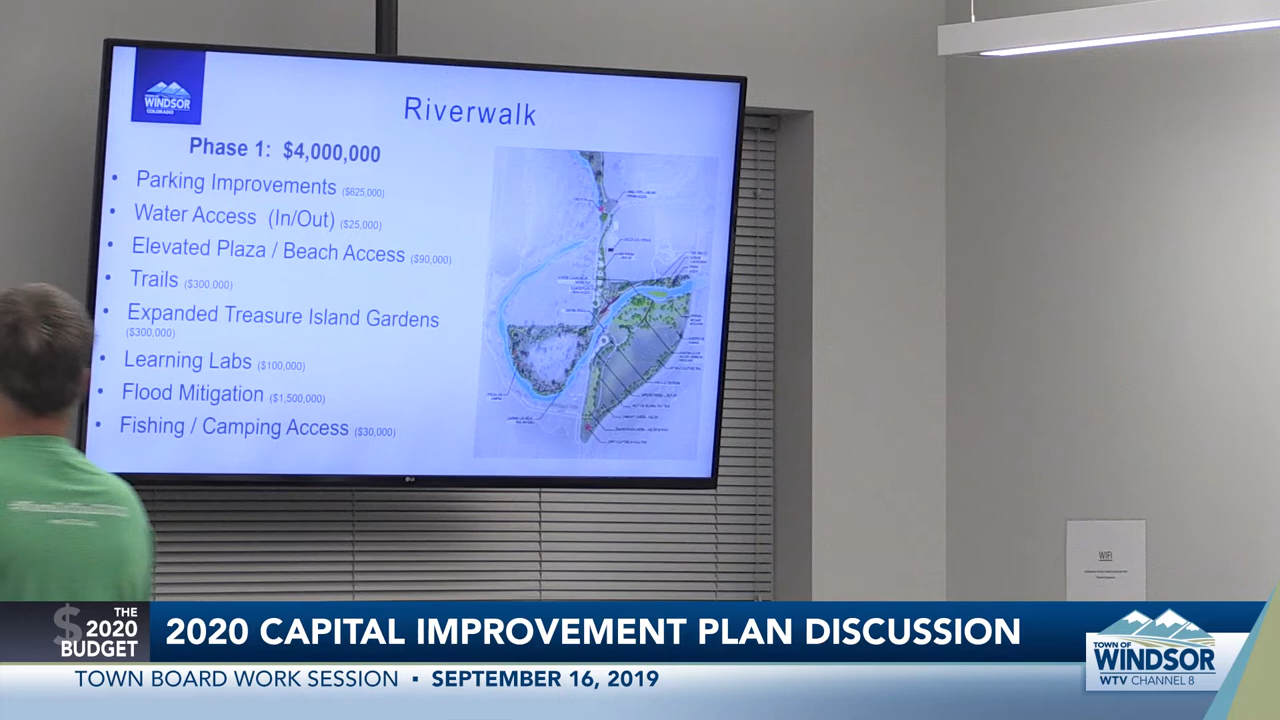 TOWN OF
WINDSOR
COLORADO
Riverwalk
Phase 1: $4,000,000
• Parking Improvements ($625,000)
• Water Access (In/Out) ($25,000)
• Elevated Plaza / Beach Access ($90,000)
• Trails ($300,000)
• Expanded Treasure Island Gardens
($300,000)
• Learning Labs ($100,000)
• Flood Mitigation ($1,500,000)
• Fishing / Camping Access ($30,000)
LG
WIFI
$ THE
2020
BUDGET
2020 CAPITAL IMPROVEMENT PLAN DISCUSSION
TOWN BOARD WORK SESSION ▪ SEPTEMBER 16, 2019
TOWN OF
WINDSOR
WTV CHANNEL 8